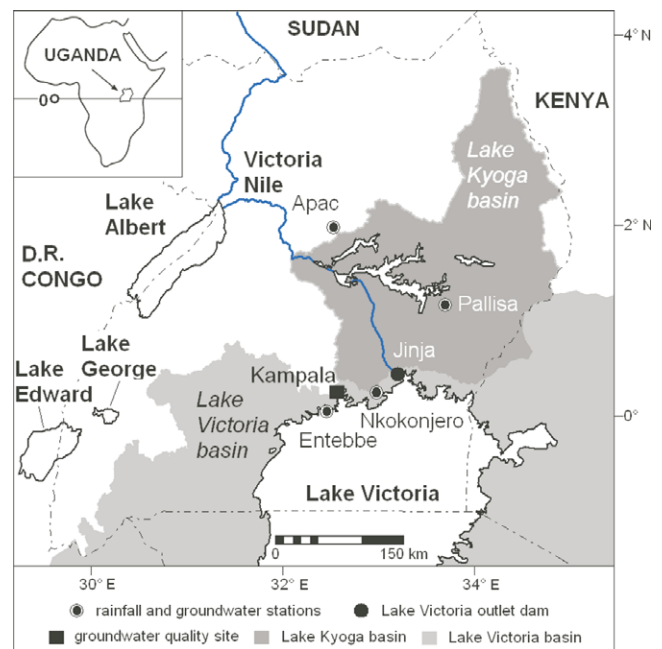 SUDAN
4° N
UGANDA
0°
KENYA
Lake
Kyoga
basin
Victoria
Nile
Apac
Lake
Albert
2° N
D.R.
CONGO
Pallisa
Lake
George
Jinja
Lake
Edward
Kampala
Lake
Victoria
basin
Nkokonjero
0°
Entebbe
Lake Victoria
0 150 km
30° E 32° E 34° E
rainfall and groundwater stations Lake Victoria outlet dam
groundwater quality site Lake Kyoga basin Lake Victoria basin